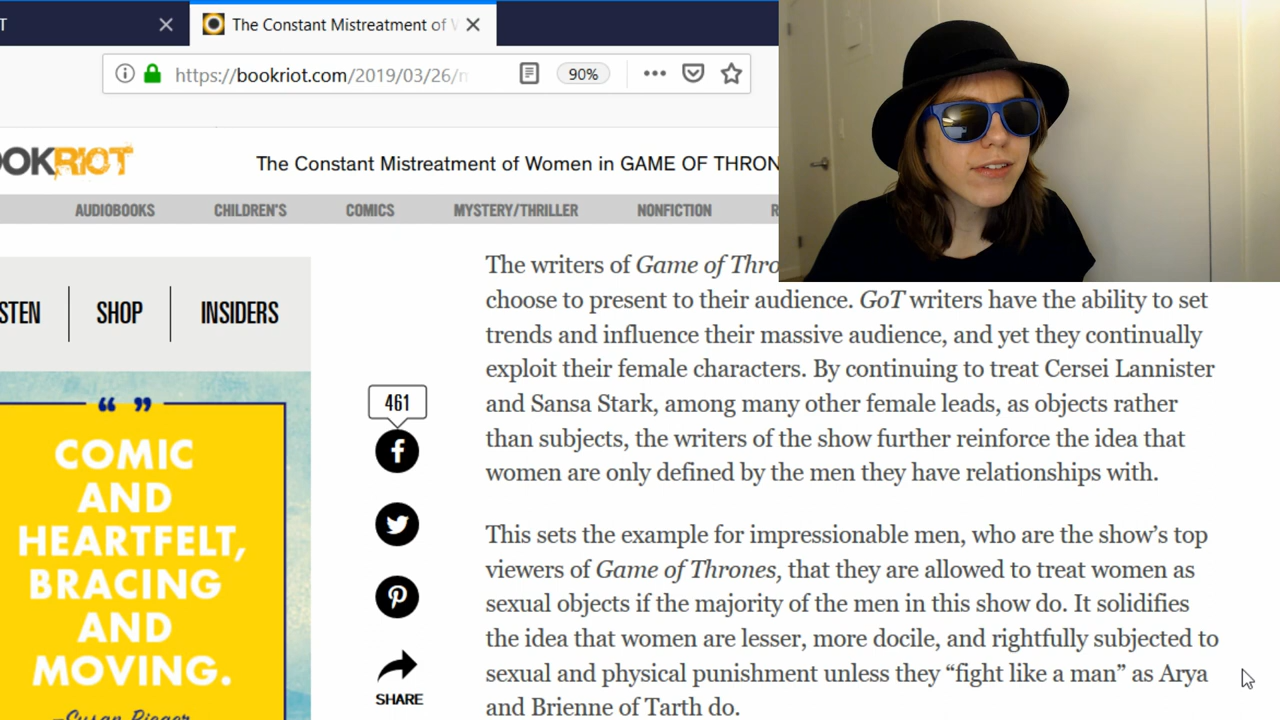 T
The Constant Mistreatment of
https://bookriot.com/2019/03/26/
90%
OOKRIOT
The Constant Mistreatment of Women in GAME OF THRON
AUDIOBOOKS CHILDREN'S COMICS MYSTERY/THRILLER NONFICTION R
STEN SHOP INSIDERS
“ ”
COMIC
AND
HEARTFELT,
BRACING
AND
MOVING.
–Susan Rieger
461
SHARE
The writers of Game of Thro
choose to present to their audience. GoT writers have the ability to set
trends and influence their massive audience, and yet they continually
exploit their female characters. By continuing to treat Cersei Lannister
and Sansa Stark, among many other female leads, as objects rather
than subjects, the writers of the show further reinforce the idea that
women are only defined by the men they have relationships with.
This sets the example for impressionable men, who are the show’s top
viewers of Game of Thrones, that they are allowed to treat women as
sexual objects if the majority of the men in this show do. It solidifies
the idea that women are lesser, more docile, and rightfully subjected to
sexual and physical punishment unless they “fight like a man” as Arya
and Brienne of Tarth do.